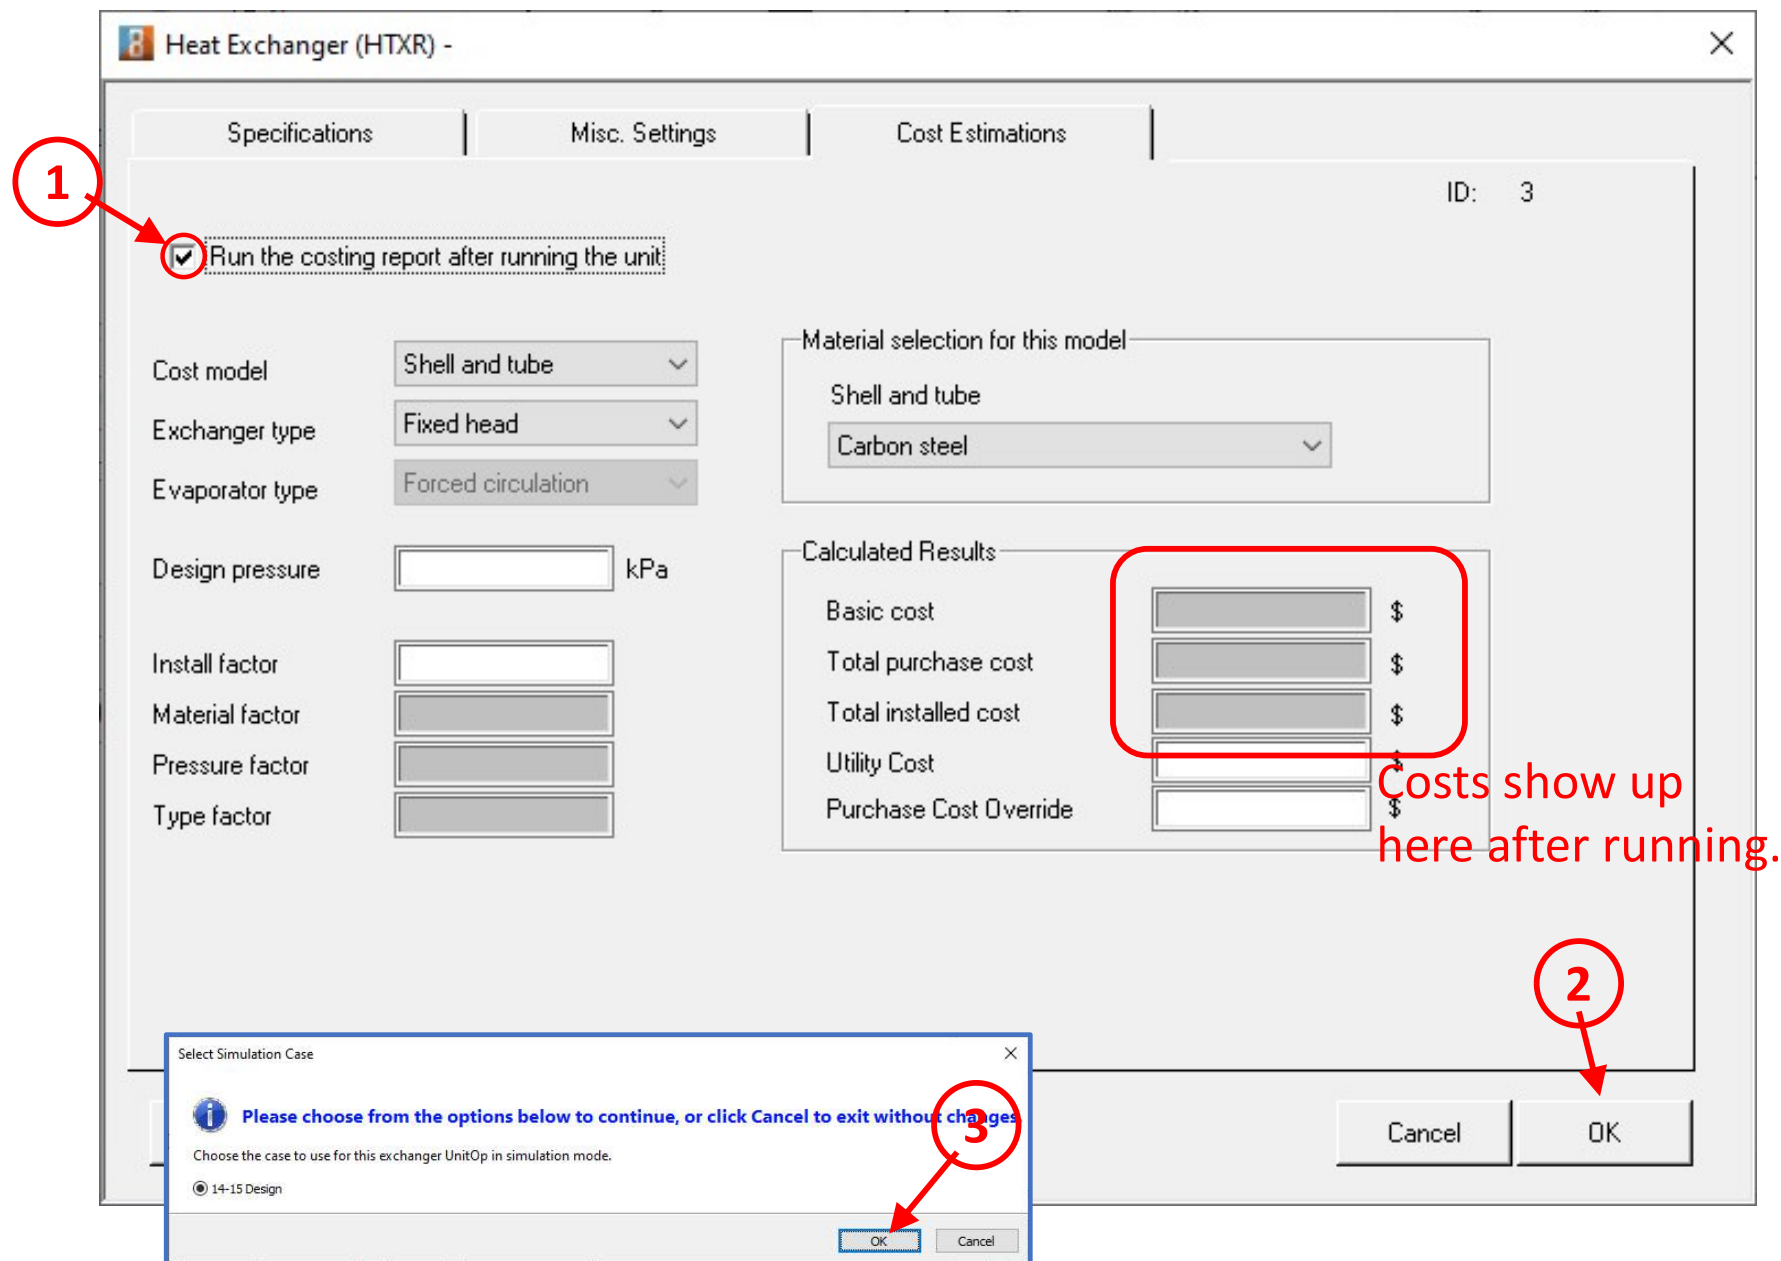 Heat Exchanger (HTXR) -
Specifications
Misc. Settings
Cost Estimations
1
ID: 3
Run the costing report after running the unit
Cost model
Shell and tube
Exchanger type
Fixed head
Evaporator type
Forced circulation
Material selection for this model
Shell and tube
Carbon steel
Design pressure
kPa
Install factor
Material factor
Pressure factor
Type factor
Calculated Results
Basic cost
$
Total purchase cost
$
Total installed cost
$
Utility Cost
$
Purchase Cost Override
$
Costs show up
here after running.
2
Cancel
OK
Select Simulation Case
Please choose from the options below to continue, or click Cancel to exit without changes.
3
Choose the case to use for this exchanger UnitOp in simulation mode.
14-15 Design
OK
Cancel